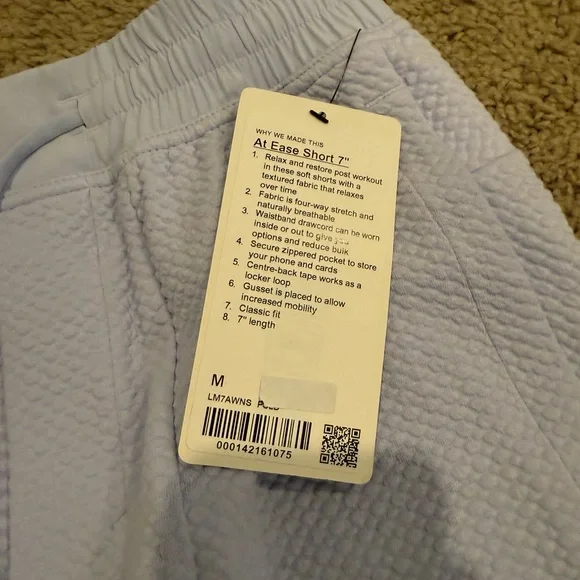 WHY WE MADE THIS
At Ease Short 7"
1. Relax and restore post workout
in these soft shorts with a
textured fabric that relaxes
over time
2. Fabric is four-way stretch and
naturally breathable
3. Waistband drawcord can be worn
inside or out to give you
options and reduce bulk
4. Secure zippered pocket to store
your phone and cards
5. Centre-back tape works as a
locker loop
6. Gusset is placed to allow
increased mobility
7. Classic fit
8. 7" length
M
LM7AWNS
000142161075